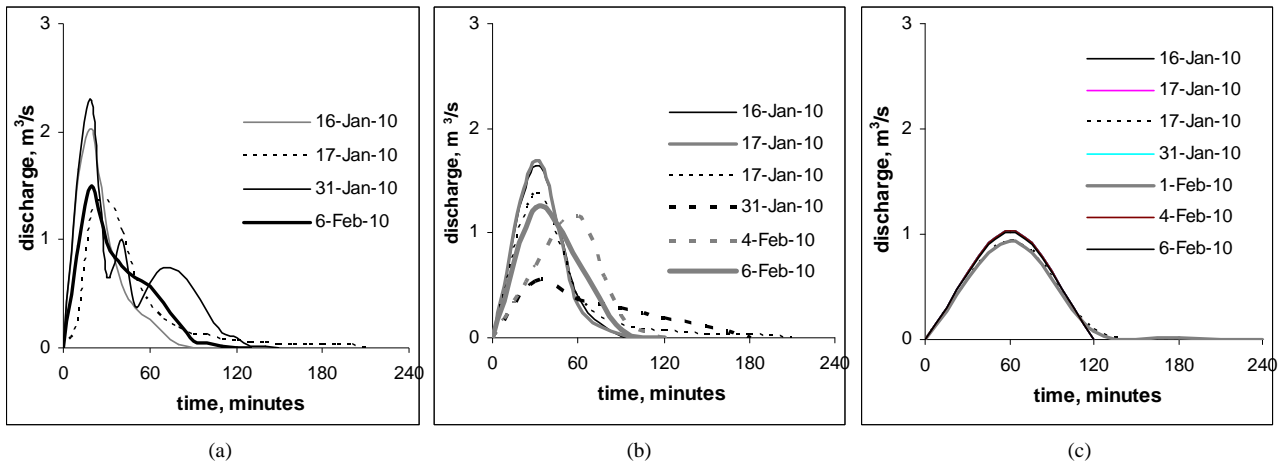 3
2
1
0
discharge, m³/s
16-Jan-10
17-Jan-10
31-Jan-10
6-Feb-10
0 60 120 180 240
time, minutes
(a)
3
2
1
0
discharge, m³/s
16-Jan-10
17-Jan-10
17-Jan-10
31-Jan-10
4-Feb-10
6-Feb-10
0 60 120 180 240
time, minutes
(b)
3
2
1
0
discharge, m³/s
16-Jan-10
17-Jan-10
17-Jan-10
31-Jan-10
1-Feb-10
4-Feb-10
6-Feb-10
0 60 120 180 240
time, minutes
(c)